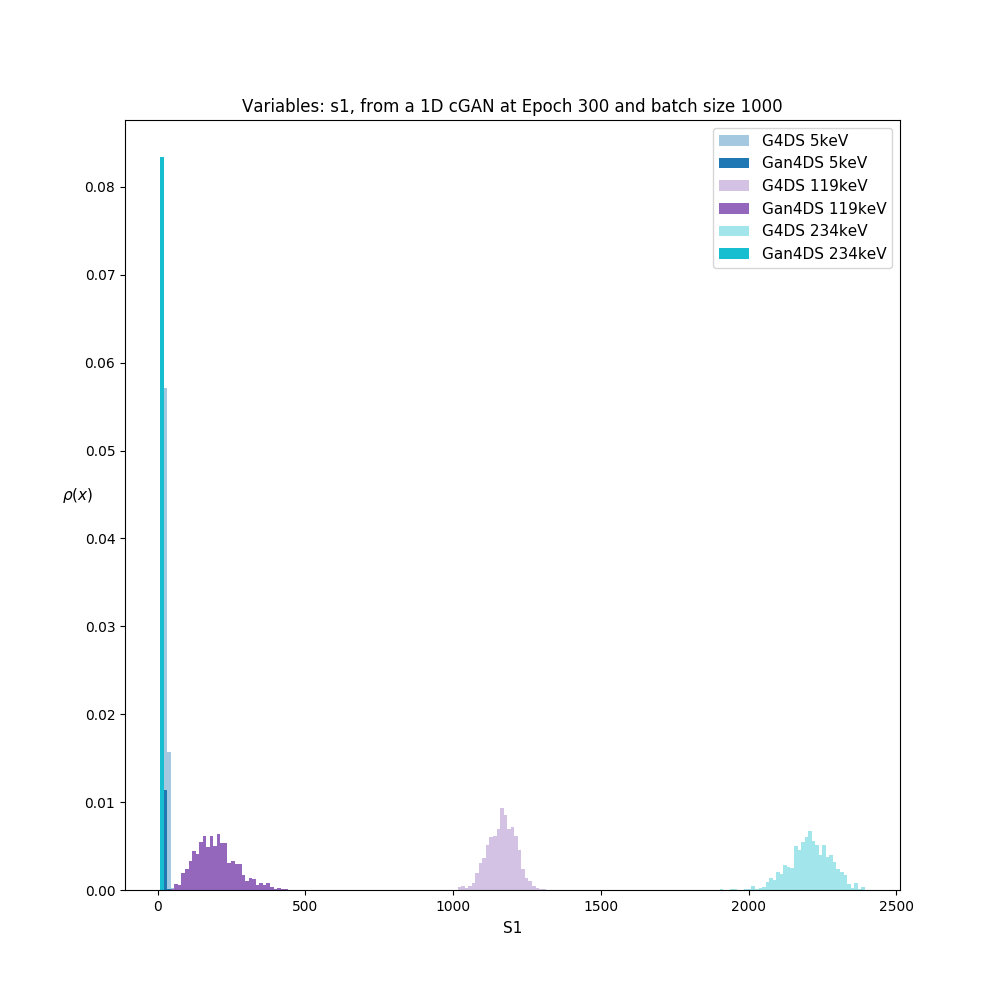 Variables: s1, from a 1D cGAN at Epoch 300 and batch size 1000
G4DS 5keV
Gan4DS 5keV
G4DS 119keV
Gan4DS 119keV
G4DS 234keV
Gan4DS 234keV
0.08
0.07
0.06
0.05
ρ(x)
0.04
0.03
0.02
0.01
0.00
0 500 1000 1500 2000 2500
S1